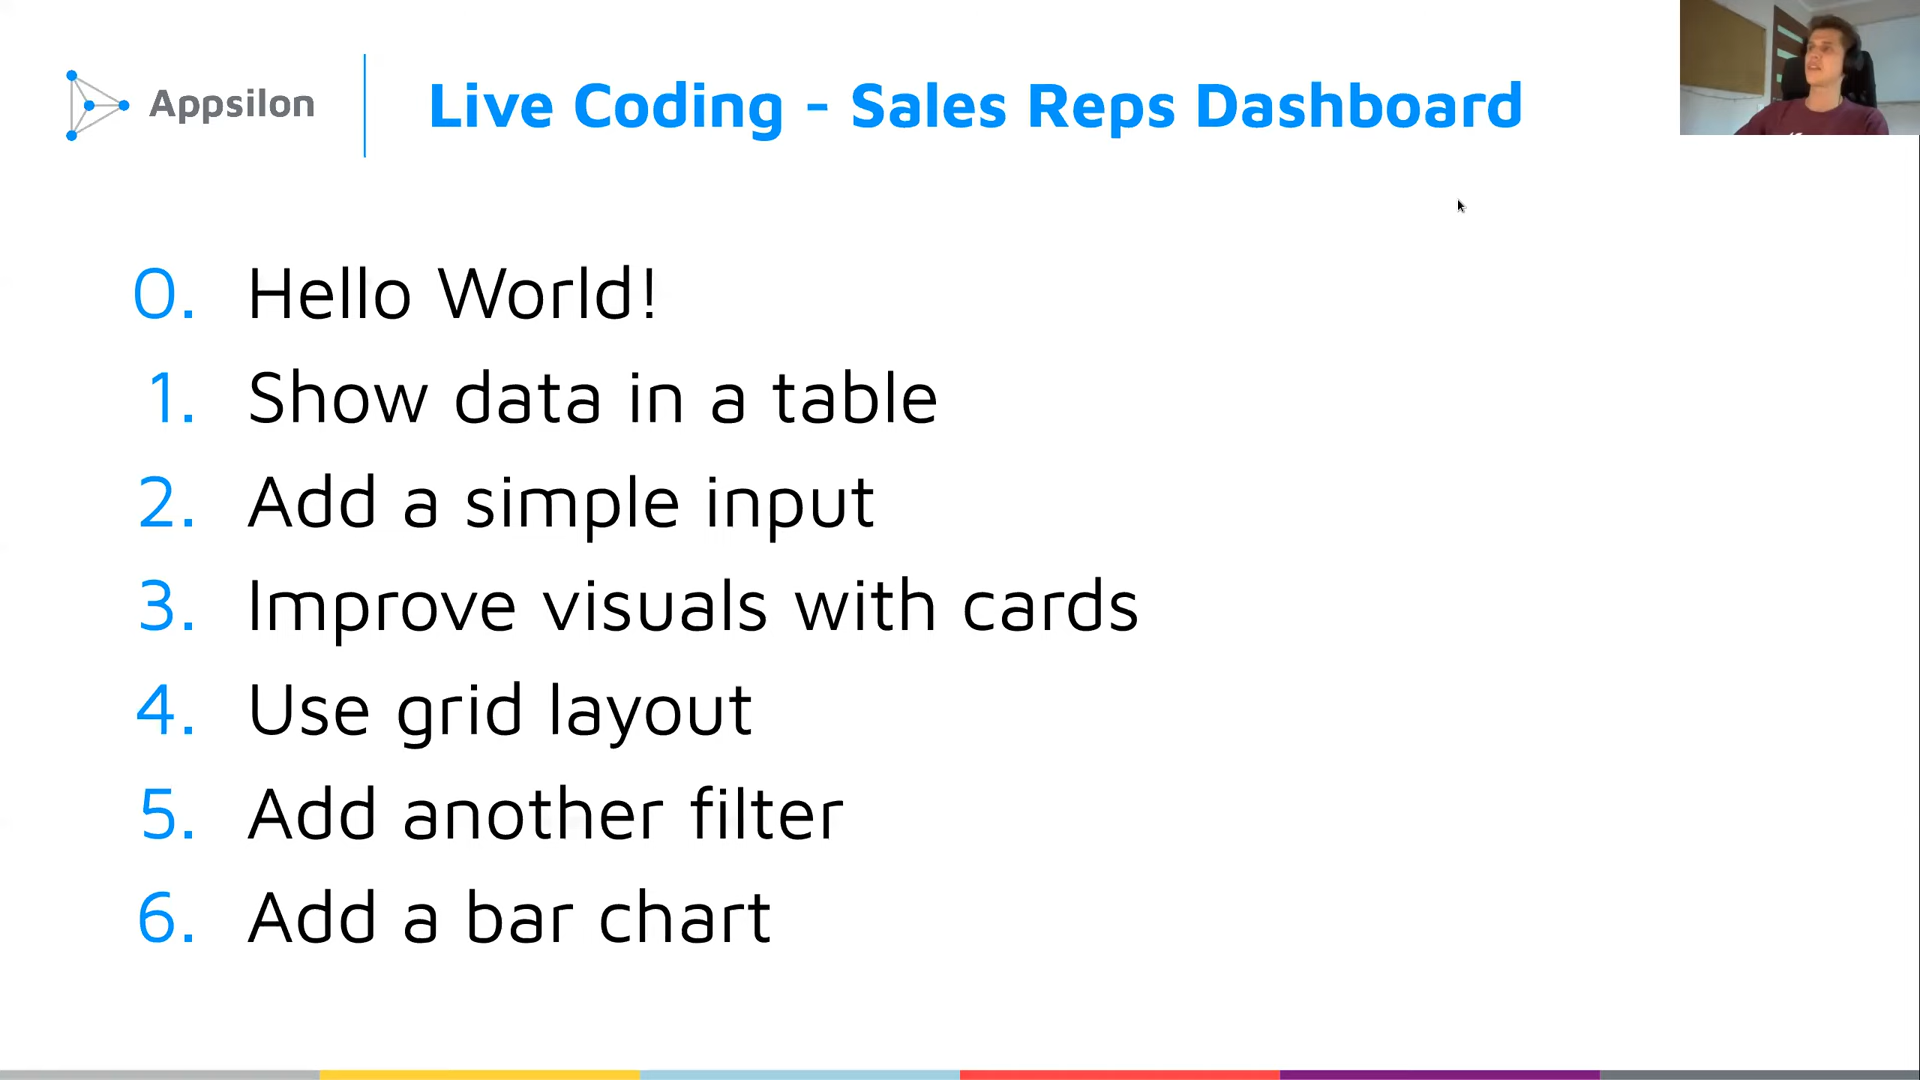 Appsilon
Live Coding - Sales Reps Dashboard
0. Hello World!
1. Show data in a table
2. Add a simple input
3. Improve visuals with cards
4. Use grid layout
5. Add another filter
6. Add a bar chart